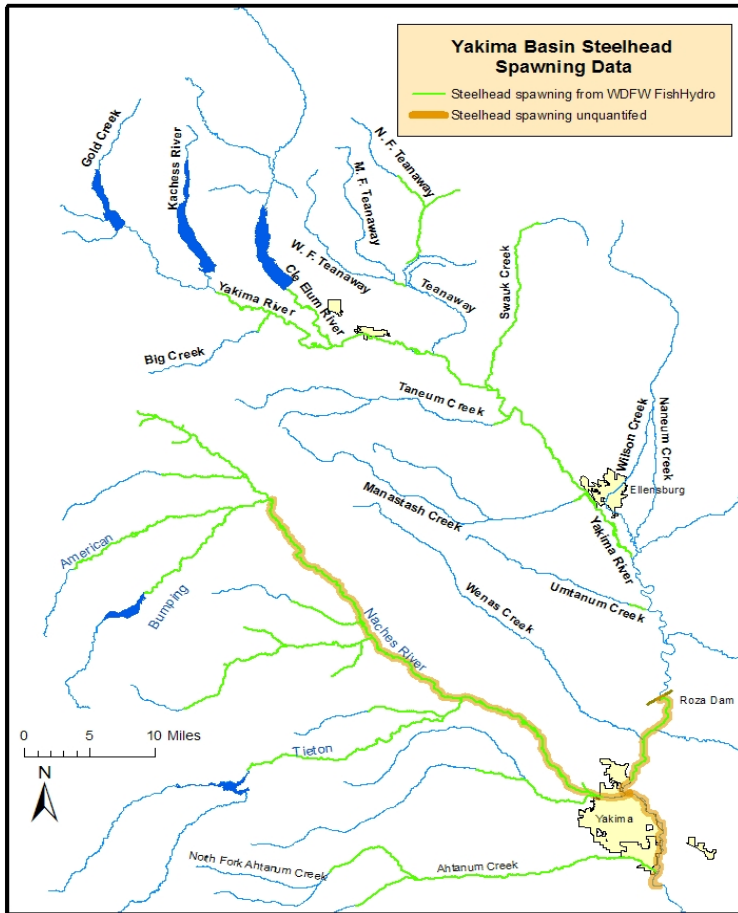 Yakima Basin Steelhead
Spawning Data
Steelhead spawning from WDFW FishHydro
Steelhead spawning unquantifed
Gold Creek
Kachess River
N. F. Teanaway
M. F. Teanaway
W. F. Teanaway
Cle Elum River
Teanaway
Swauk Creek
Yakima River
Big Creek
Taneum Creek
Wilson Creek
Naneum Creek
Ellensburg
Manastash Creek
Yakima River
American
Bumping
Umtanum Creek
Wenas Creek
Naches River
Roza Dam
0 5 10 Miles
N
Tieton
Yakima
North Fork Ahtanum Creek
Ahtanum Creek